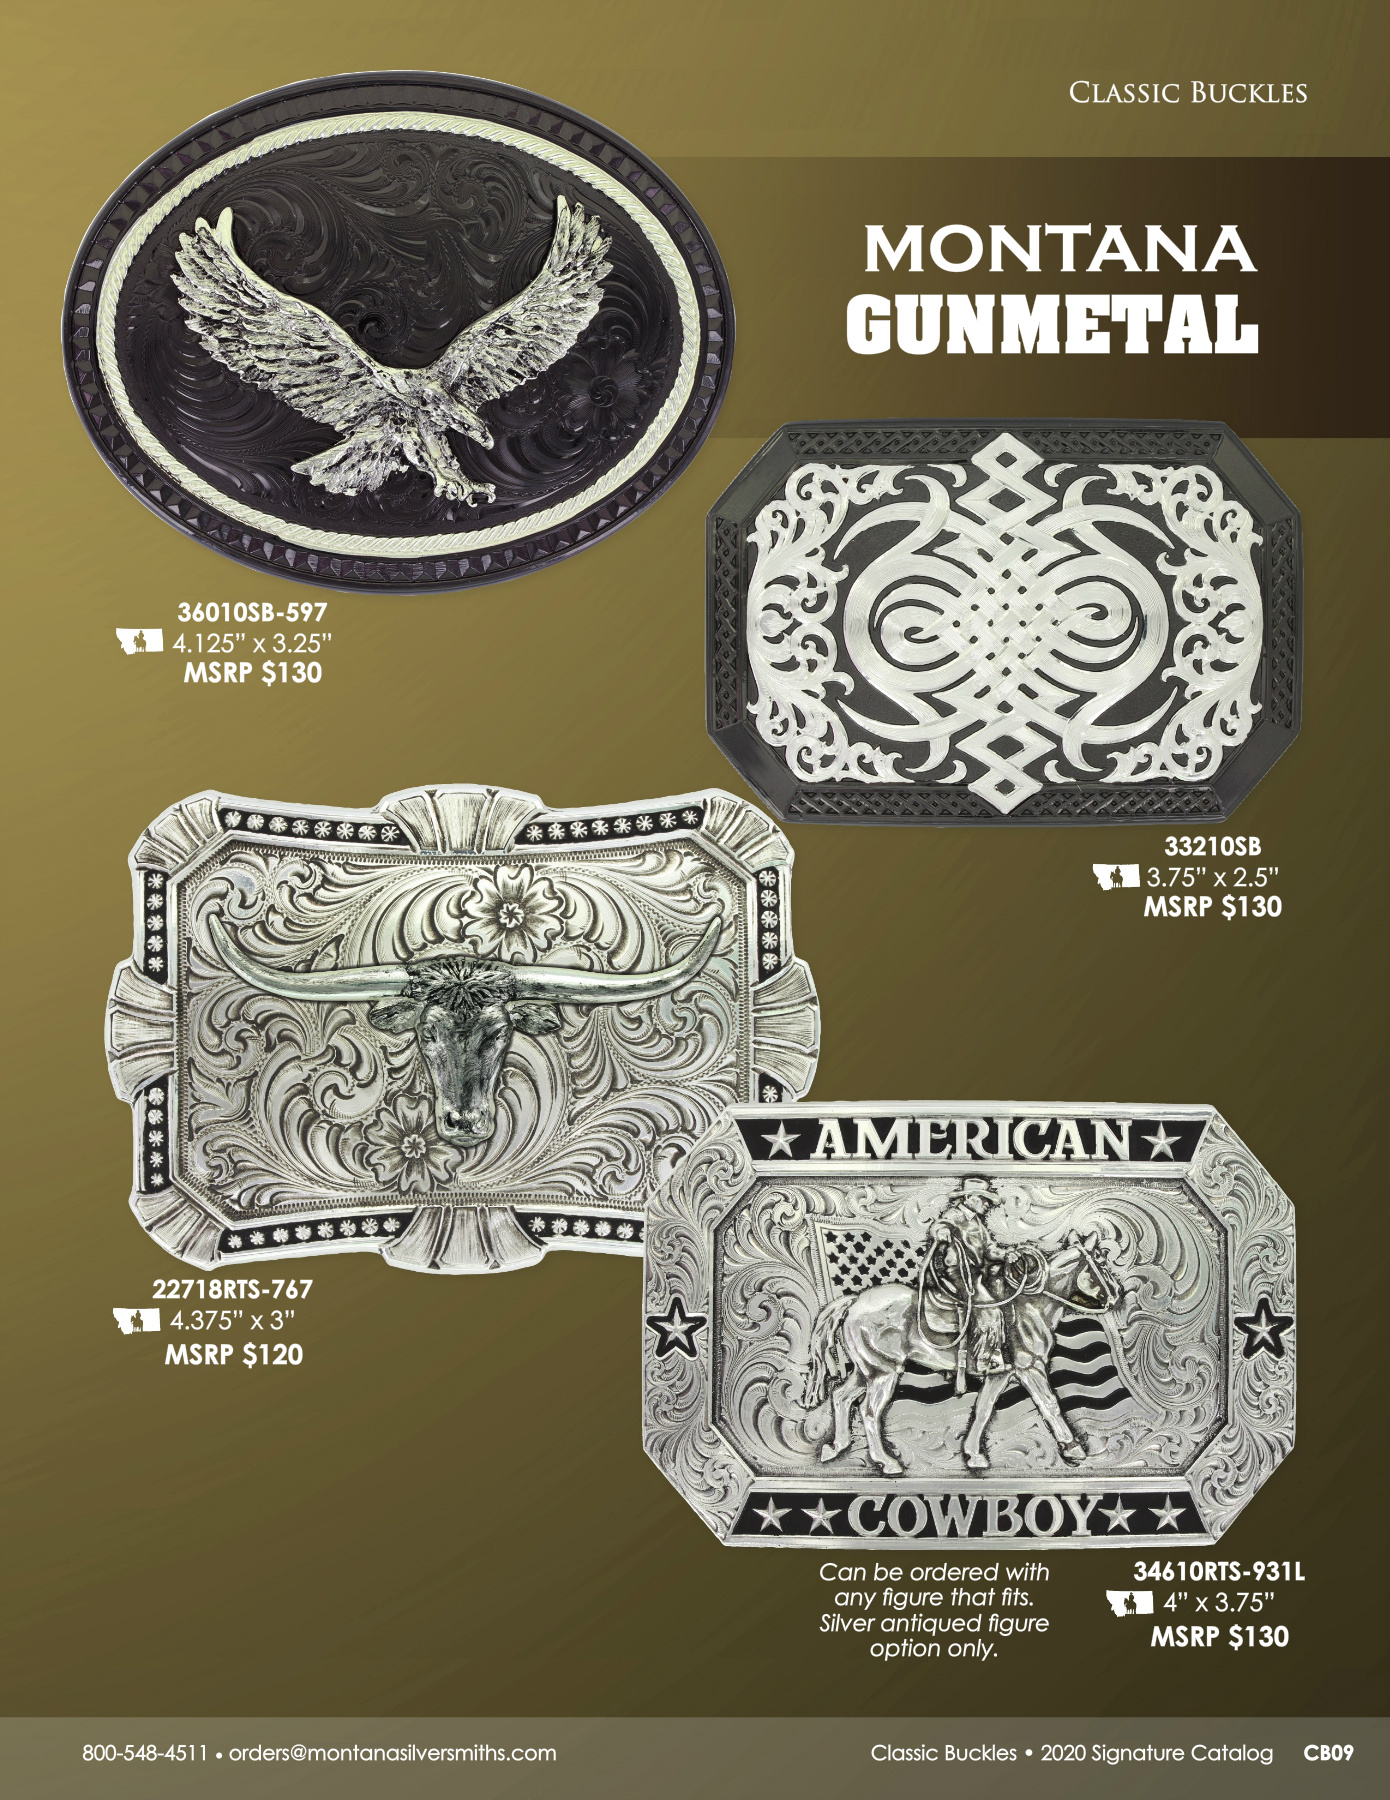 CLASSIC BUCKLES
MONTANA
GUNMETAL
36010SB-597
4.125” x 3.25”
MSRP $130
33210SB
3.75” x 2.5”
MSRP $130
22718RTS-767
4.375” x 3”
MSRP $120
AMERICAN
COWBOY
Can be ordered with
any figure that fits.
Silver antiqued figure
option only.
34610RTS-931L
4” x 3.75”
MSRP $130
800-548-4511 • orders@montanasilversmiths.com
Classic Buckles • 2020 Signature Catalog CB09